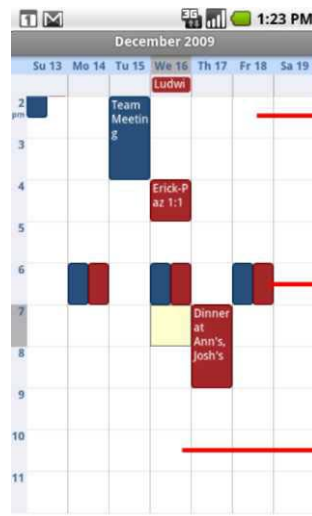 1 1:23 PM
December 2009
Su 13 Mo 14 Tu 15 We 16 Th 17 Fr 18 Sa 19
Ludwi
2
pm
Team
Meetin
g
3
4
Erick-P
az 1:1
5
6
7
Dinner
at
Ann's,
Josh's
8
9
10
11